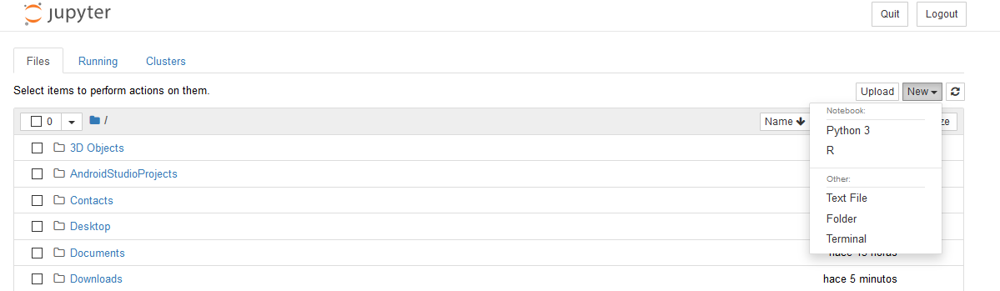 jupyter
Quit Logout
Files Running Clusters
Select items to perform actions on them.
Upload New
0 / Name
Notebook:
Python 3
R
Other:
Text File
Folder
Terminal
3D Objects
AndroidStudioProjects
Contacts
Desktop
Documents
Downloads hace 5 minutos